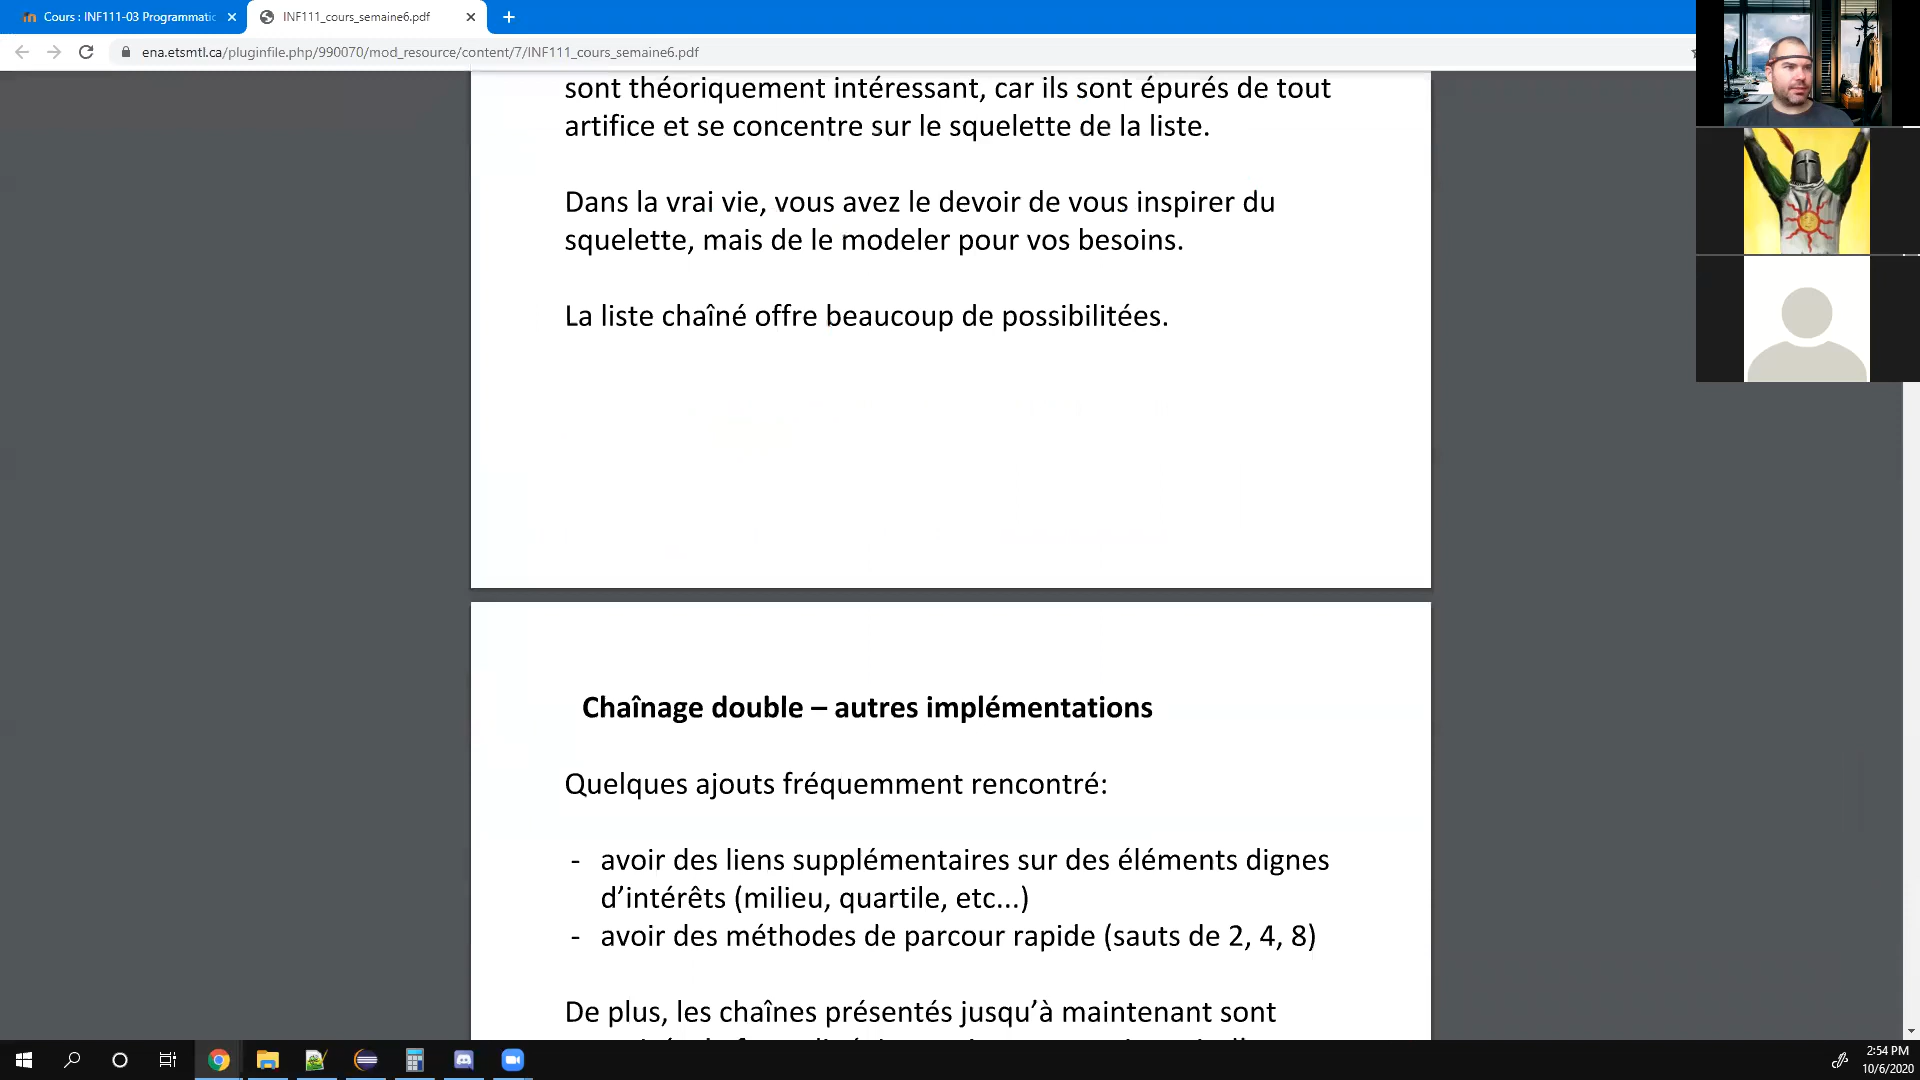 Cours : INF111-03 Programmatic
INF111_cours_semaine6.pdf
ena.etsmtl.ca/pluginfile.php/990070/mod_resource/content/7/INF111_cours_semaine6.pdf
sont théoriquement intéressant, car ils sont épurés de tout
artifice et se concentre sur le squelette de la liste.
Dans la vrai vie, vous avez le devoir de vous inspirer du
squelette, mais de le modeler pour vos besoins.
La liste chaîné offre beaucoup de possibilitées.
Chaînage double – autres implémentations
Quelques ajouts fréquemment rencontré:
- avoir des liens supplémentaires sur des éléments dignes
d'intérêts (milieu, quartile, etc...)
- avoir des méthodes de parcour rapide (sauts de 2, 4, 8)
De plus, les chaînes présentés jusqu'à maintenant sont
2:54 PM
10/6/2020